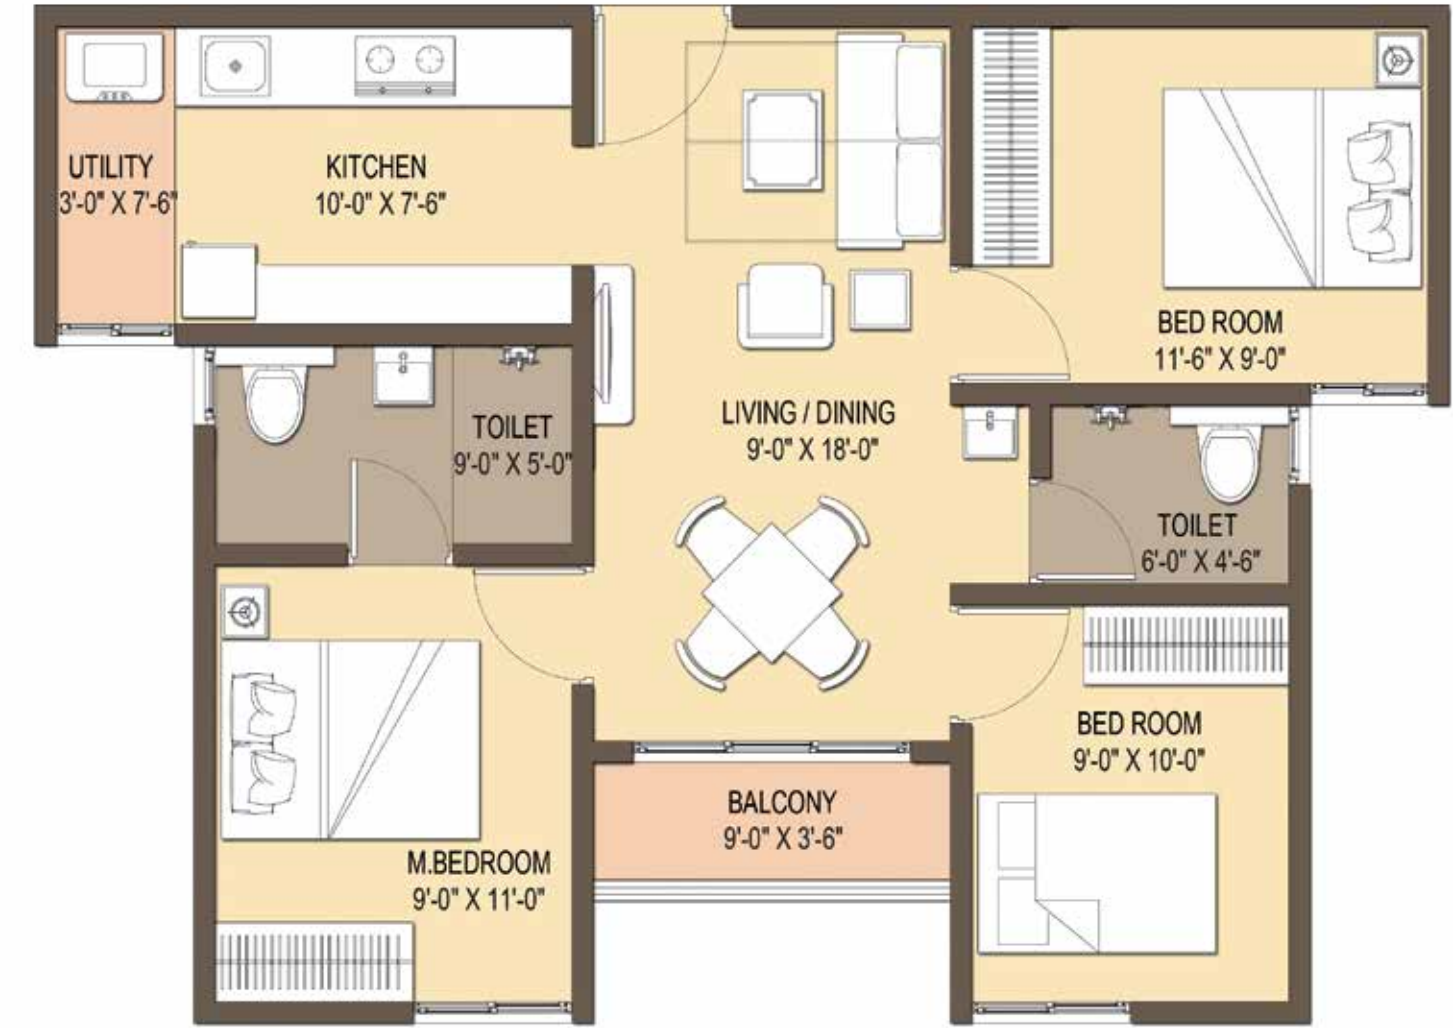 UTILITY
3'-0" X 7'-6"
KITCHEN
10'-0" X 7'-6"
BED ROOM
11'-6" X 9'-0"
TOILET
9'-0" X 5'-0"
LIVING / DINING
9'-0" X 18'-0"
TOILET
6'-0" X 4'-6"
BED ROOM
9'-0" X 10'-0"
BALCONY
9'-0" X 3'-6"
M.BEDROOM
9'-0" X 11'-0"